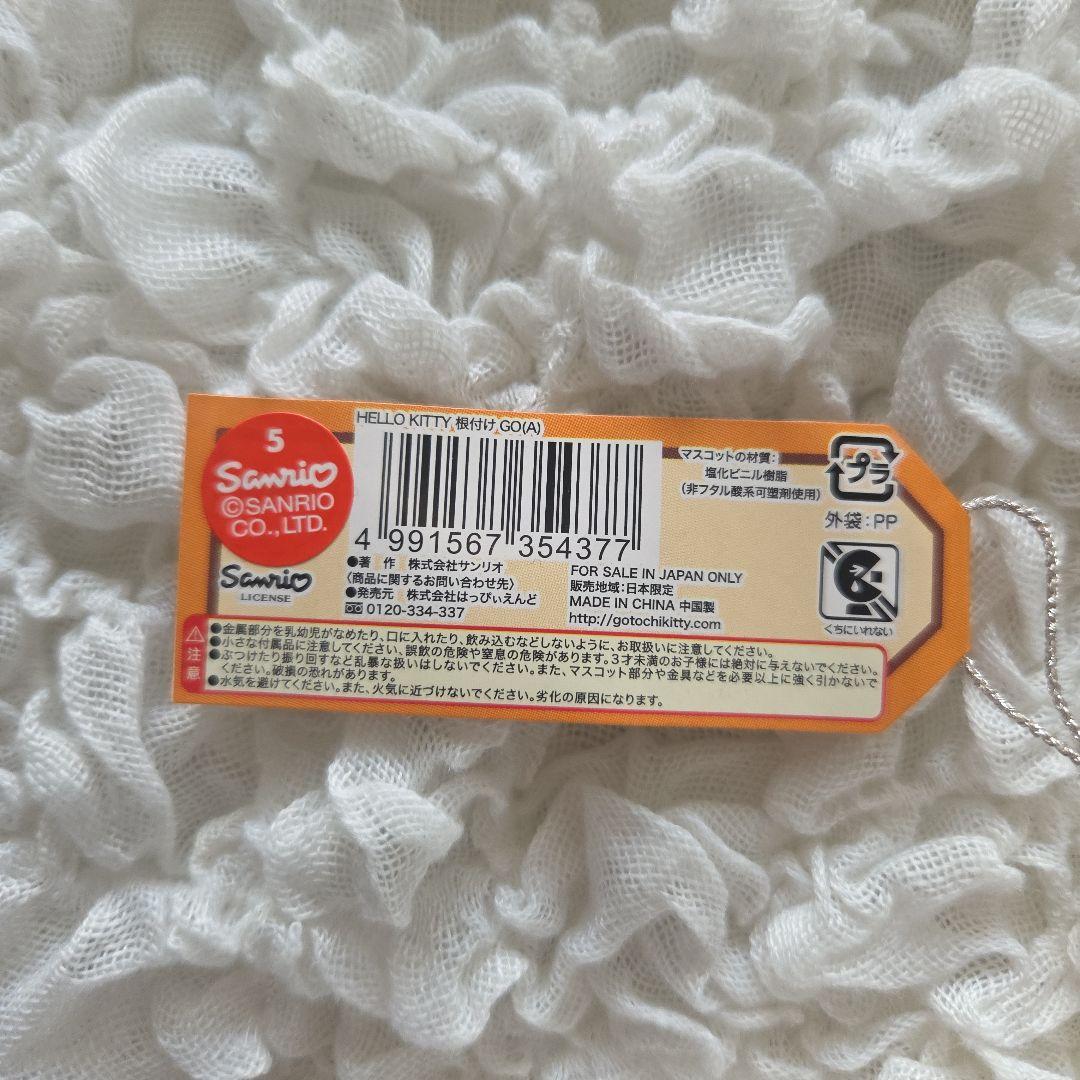 HELLO KITTY 根付け GO(A)
5
Sanrio
©SANRIO
CO.,LTD.
Sanrio
LICENSE
4 991567 354377
●著 作 株式会社サンリオ
〈商品に関するお問い合わせ先〉
●発売元 株式会社はっぴぃえんど
0120-334-337
マスコットの材質:
塩化ビニル樹脂
(非フタル酸系可塑剤使用)
FOR SALE IN JAPAN ONLY
販売地域:日本限定
MADE IN CHINA 中国製
http://gotochikitty.com
プラ
外袋:PP
くちにいれない
注意
●金属部分を乳幼児がなめたり、口に入れたり、飲み込むなどしないように、お取扱いに注意してください。
●小さな付属品に注意してください、誤飲の危険や窒息の危険があります。3才未満のお子様には絶対に与えないでください。
●ぶつけたり振り回すなど乱暴な扱いはしないでください。また、マスコット部分や金具などを必要以上に強く引かないで
ください。破損の恐れがあります。
●水気を避けてください。また、火気に近づけないでください。劣化の原因になります。